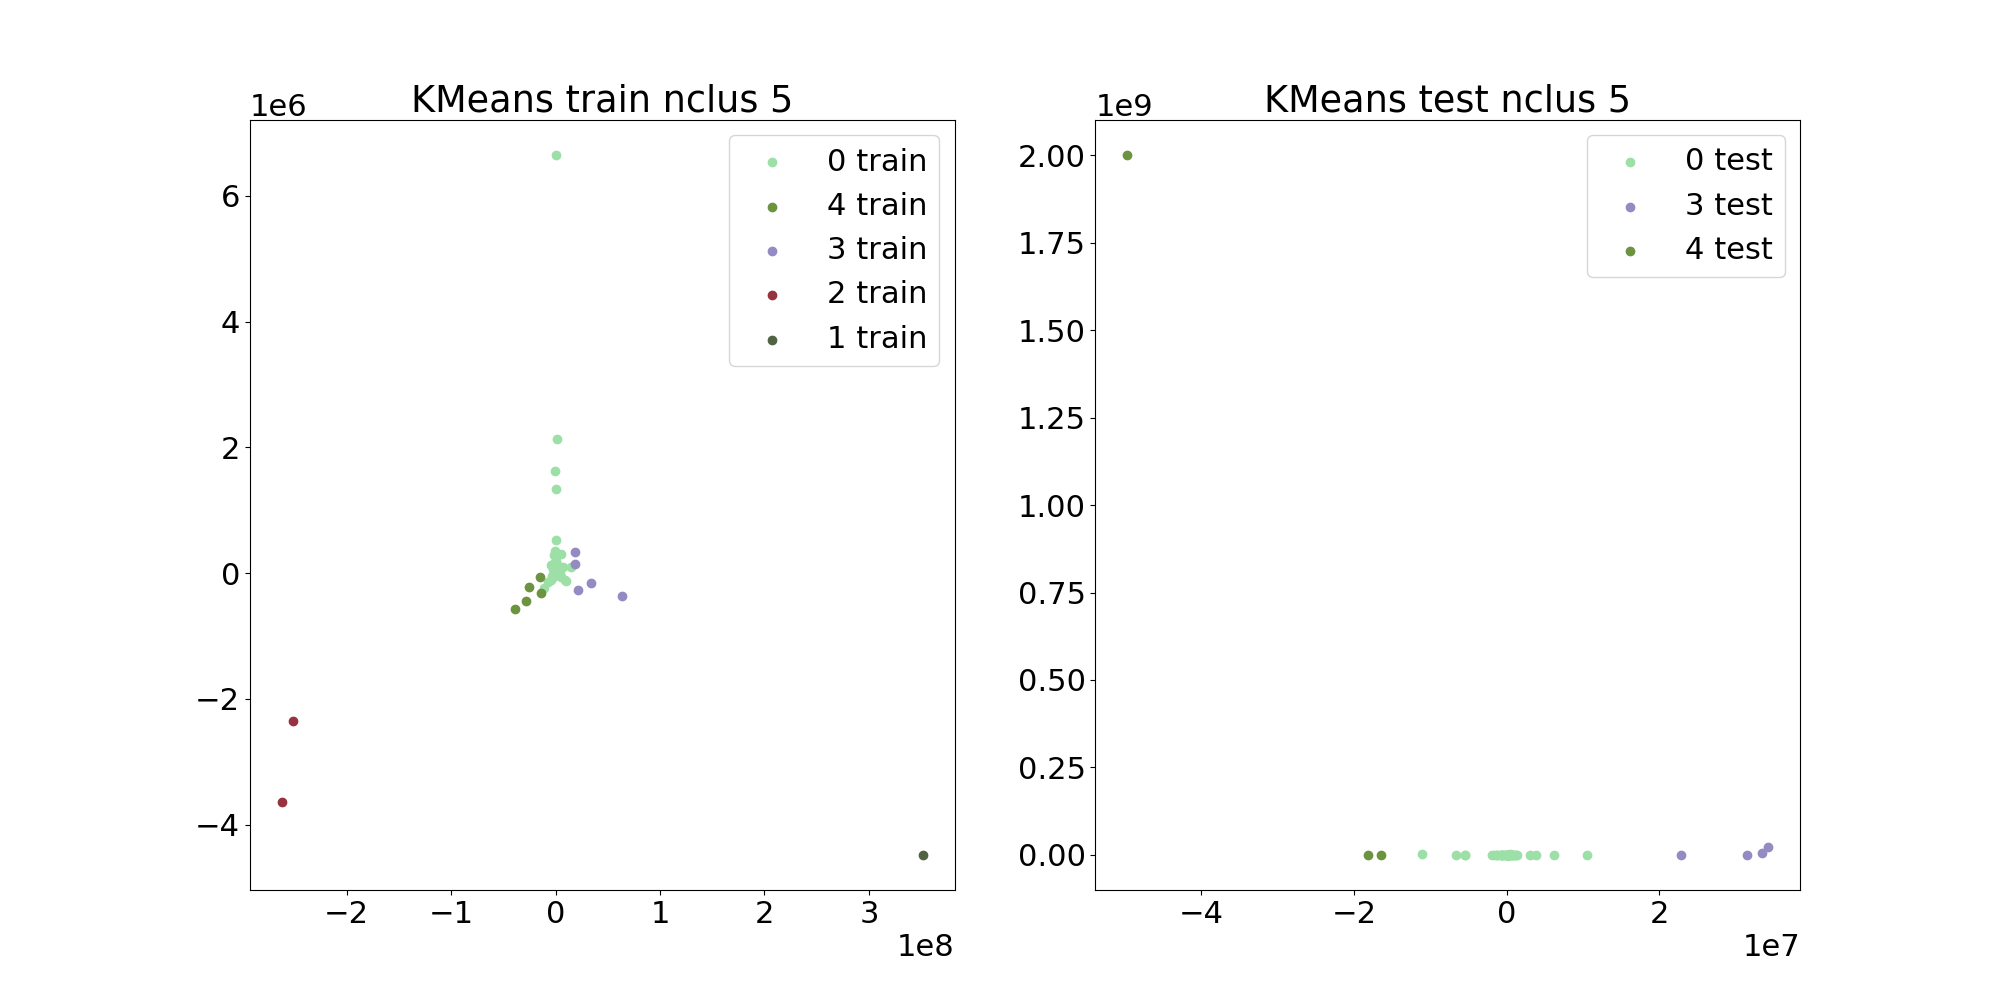 KMeans train nclus 5
1e6
0 train
4 train
3 train
2 train
1 train
6
4
2
0
−2
−4
−2
−1
0
1
2
3
1e8
KMeans test nclus 5
1e9
0 test
3 test
4 test
2.00
1.75
1.50
1.25
1.00
0.75
0.50
0.25
0.00
−4
−2
0
2
1e7